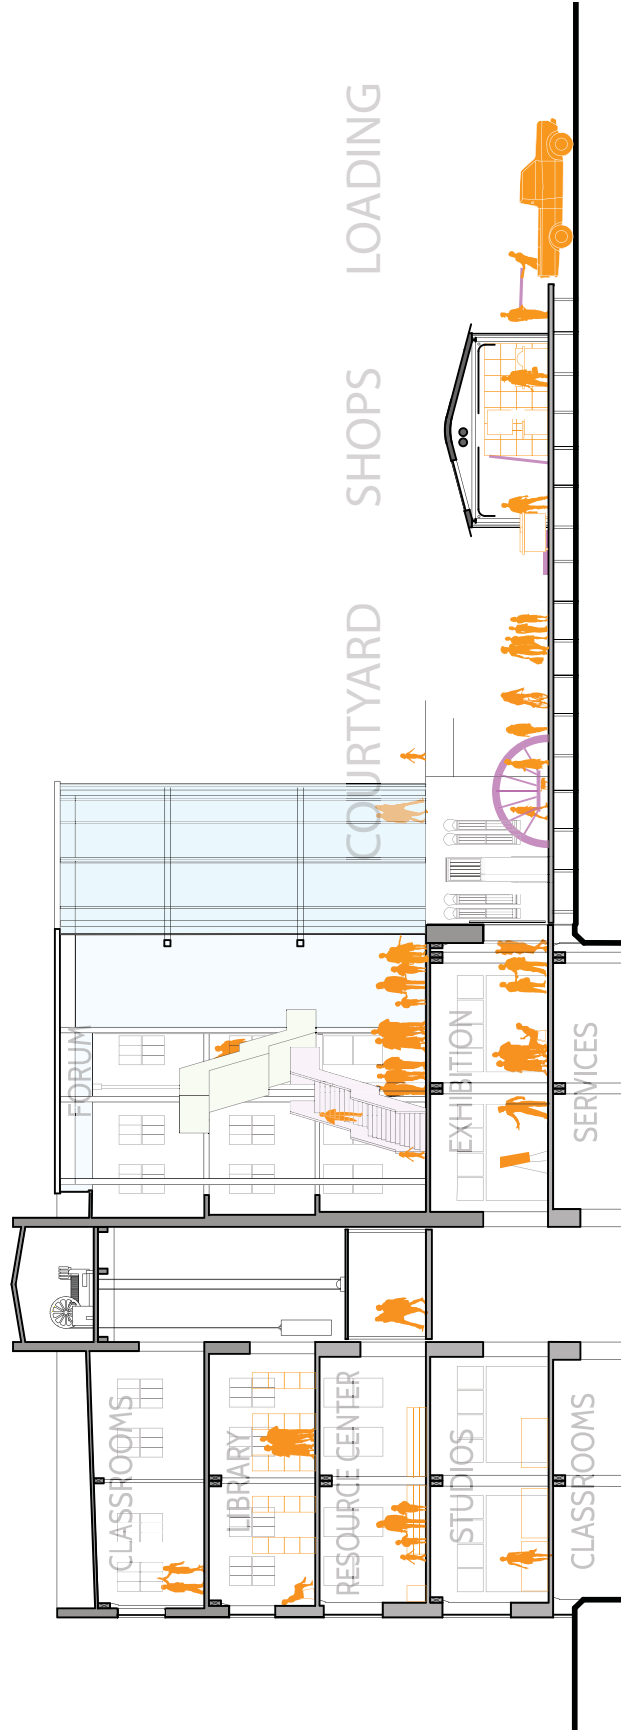 LOADING
SHOPS
COURTYARD
FORUM
EXHIBITION
SERVICES
CLASSROOMS
LIBRARY
RESOURCE CENTER
STUDIOS
CLASSROOMS